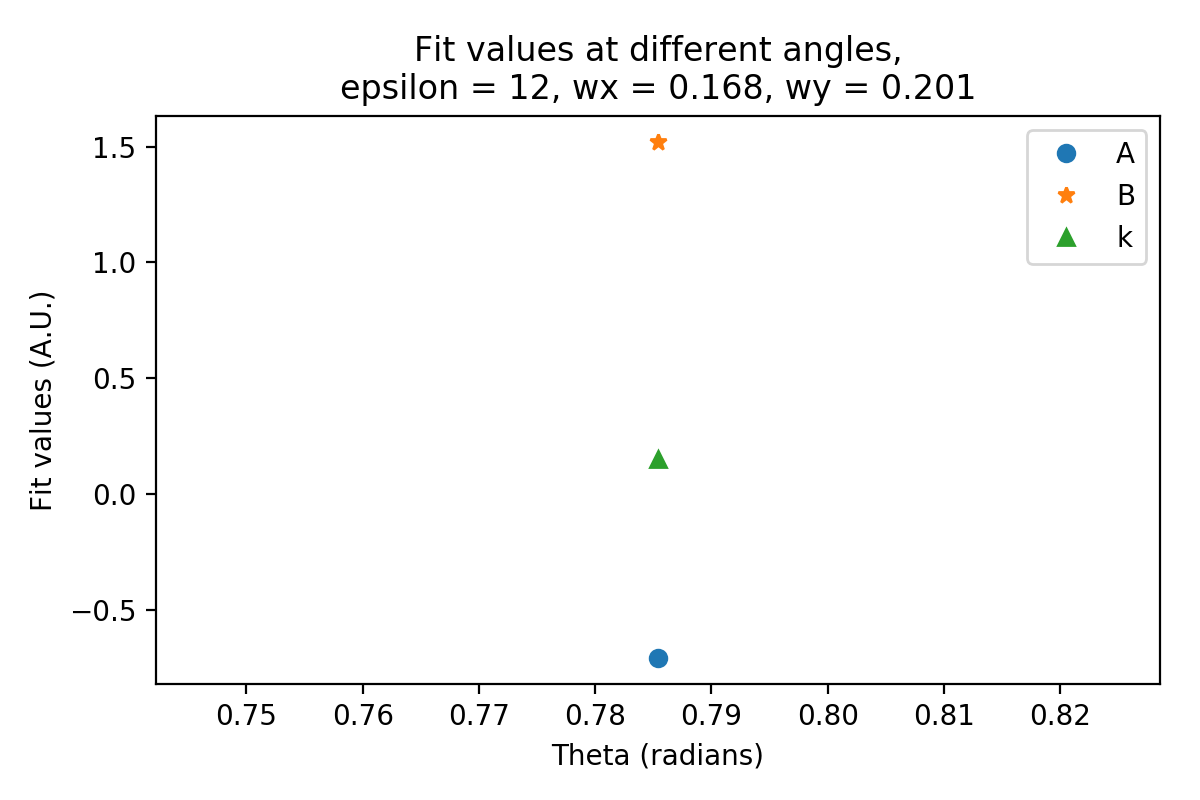 Fit values at different angles,
epsilon = 12, wx = 0.168, wy = 0.201
Fit values (A.U.)
1.5
1.0
0.5
0.0
−0.5
A
B
k
0.75 0.76 0.77 0.78 0.79 0.80 0.81 0.82
Theta (radians)